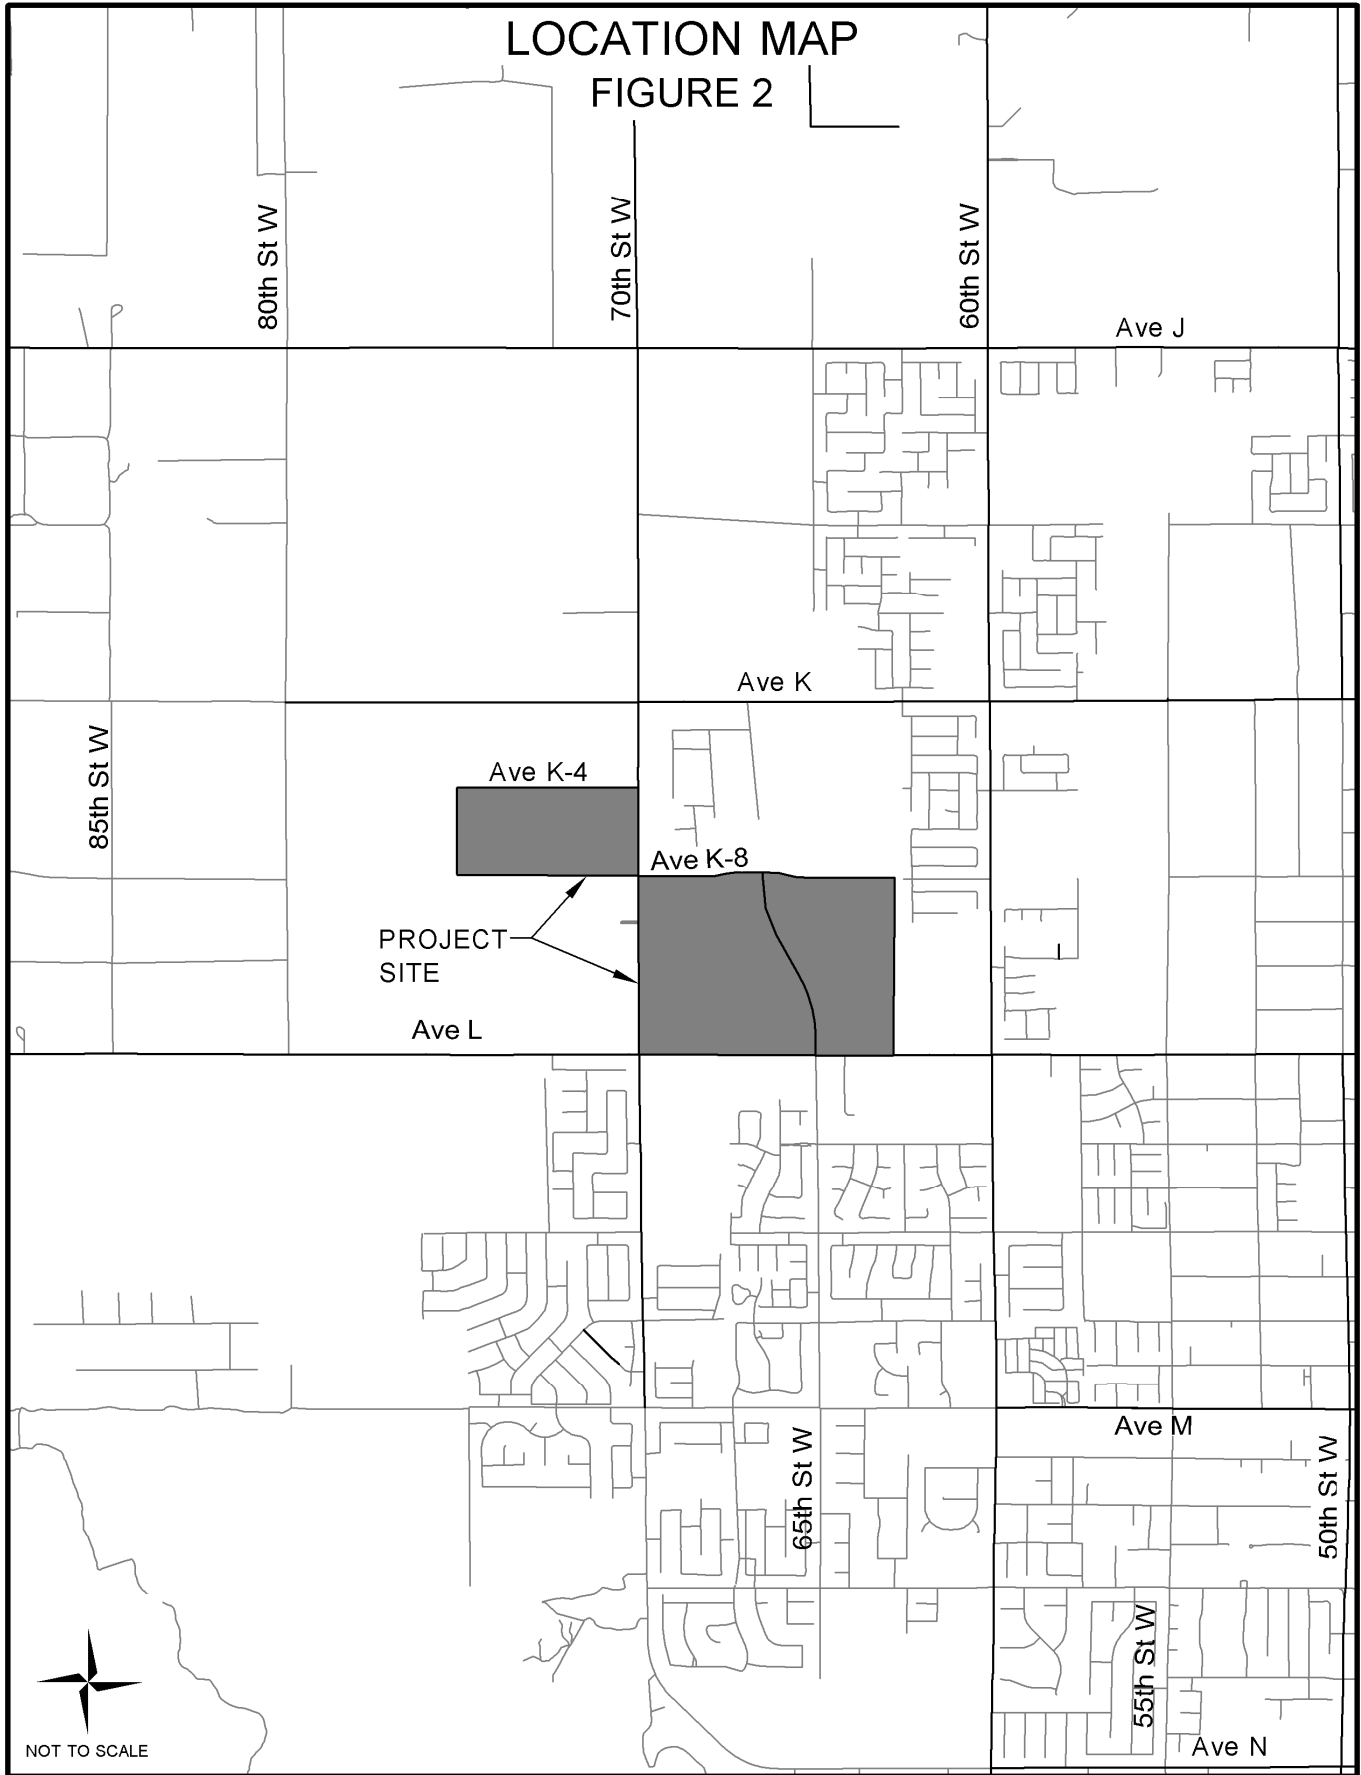 LOCATION MAP
FIGURE 2
80th St W
70th St W
60th St W
Ave J
Ave K
85th St W
Ave K-4
Ave K-8
PROJECT
SITE
Ave L
Ave M
65th St W
50th St W
55th St W
Ave N
NOT TO SCALE